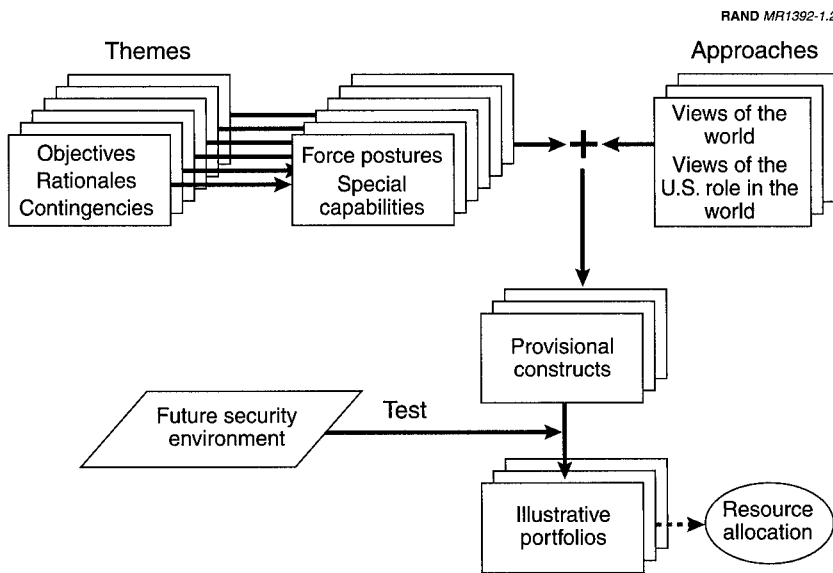 RAND MR1392-1.2
Themes
Approaches
Objectives
Rationales
Contingencies
Force postures
Special
capabilities
+
Views of the
world
Views of the
U.S. role in the
world
Provisional
constructs
Future security
environment
Test
Illustrative
portfolios
Resource
allocation